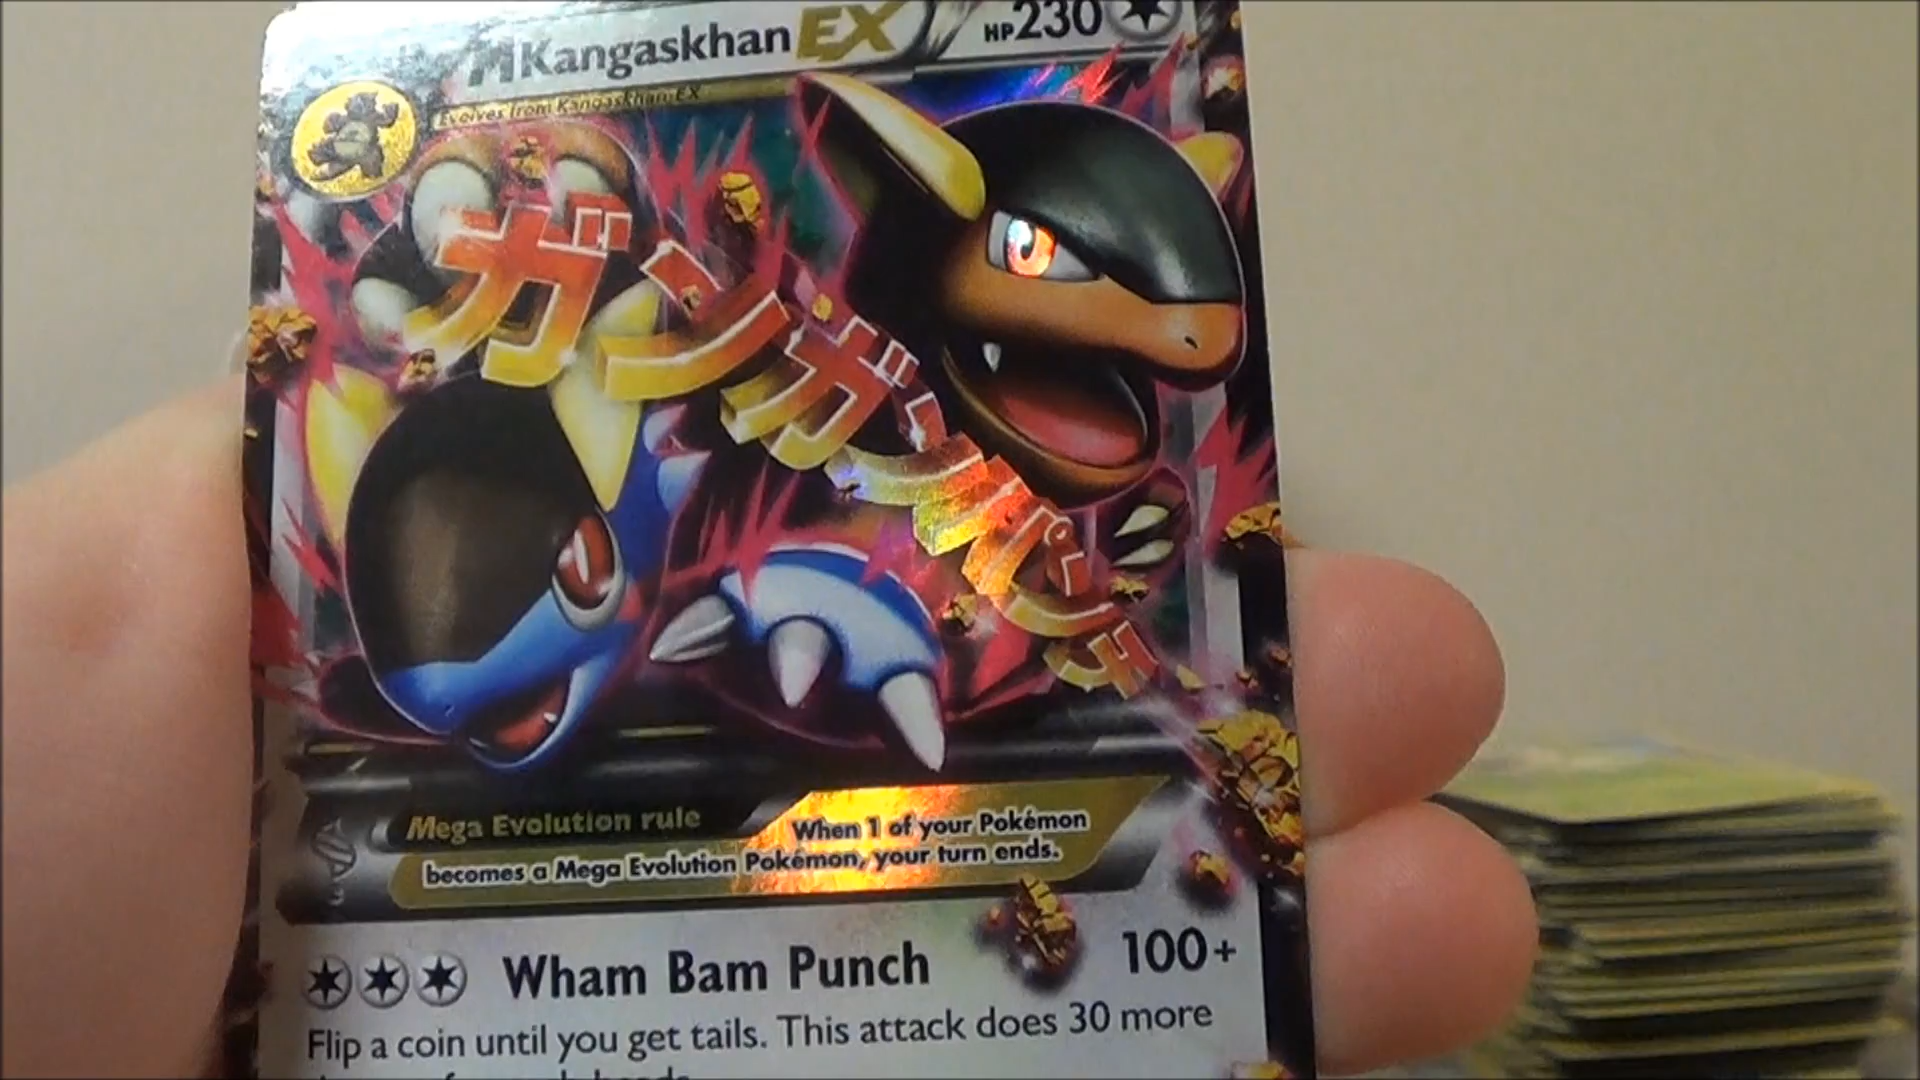 MKangaskhan EX HP230
Evolves from Kangaskhan-EX
ガンガンパンチ
Mega Evolution rule When 1 of your Pokémon
becomes a Mega Evolution Pokémon, your turn ends.
Wham Bam Punch 100+
Flip a coin until you get tails. This attack does 30 more